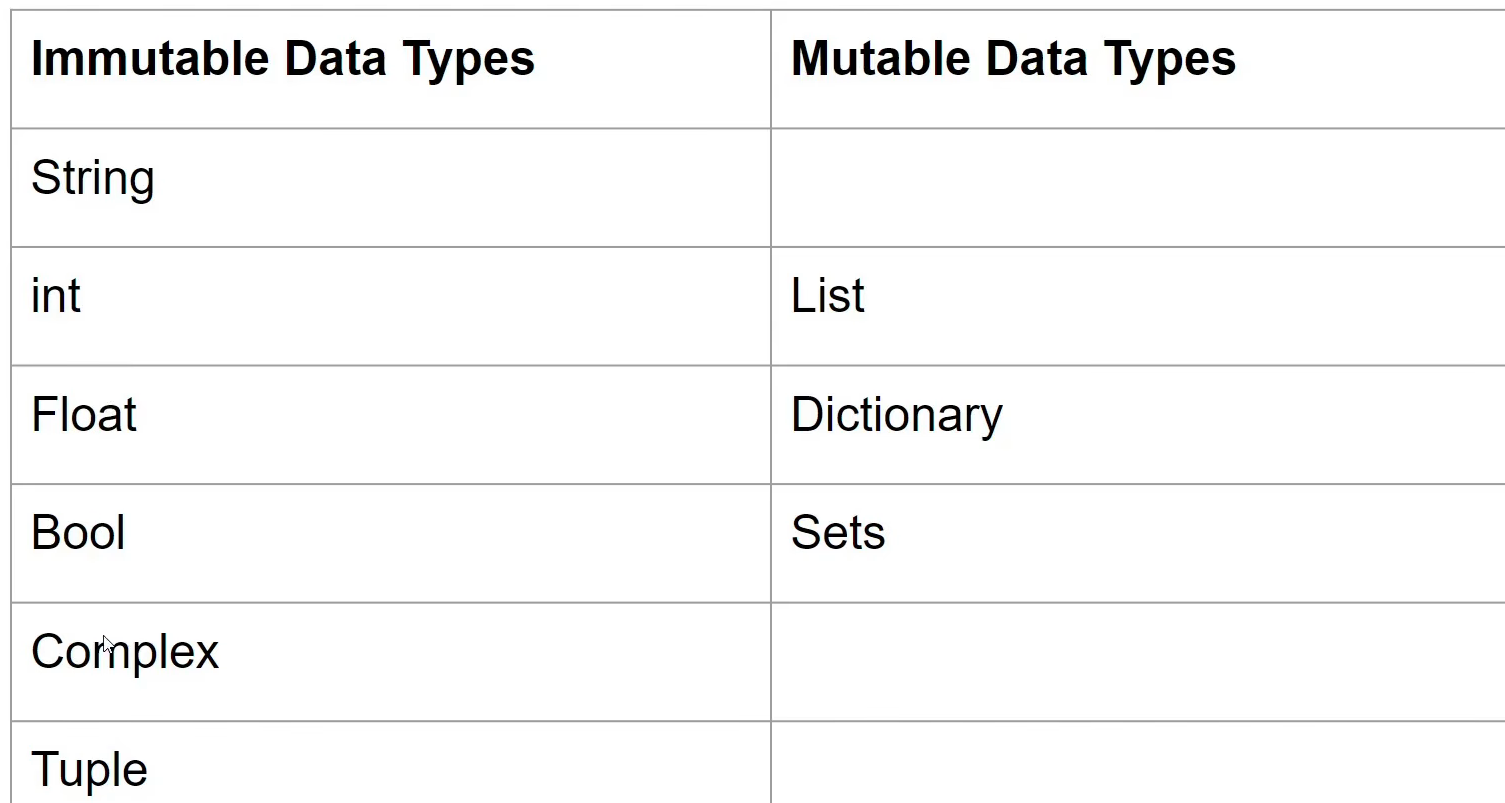 Immutable Data Types
Mutable Data Types
String
int
List
Float
Dictionary
Bool
Sets
Complex
Tuple